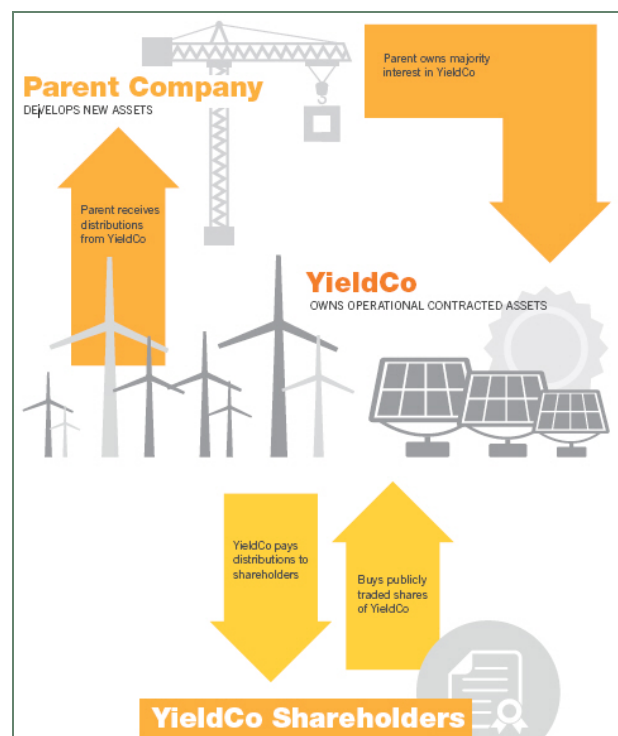 Parent Company
DEVELOPS NEW ASSETS
Parent owns majority
interest in YieldCo
Parent receives
distributions
from YieldCo
YieldCo
OWNS OPERATIONAL CONTRACTED ASSETS
YieldCo pays
distributions to
shareholders
Buys publicly
traded shares
of YieldCo
YieldCo Shareholders